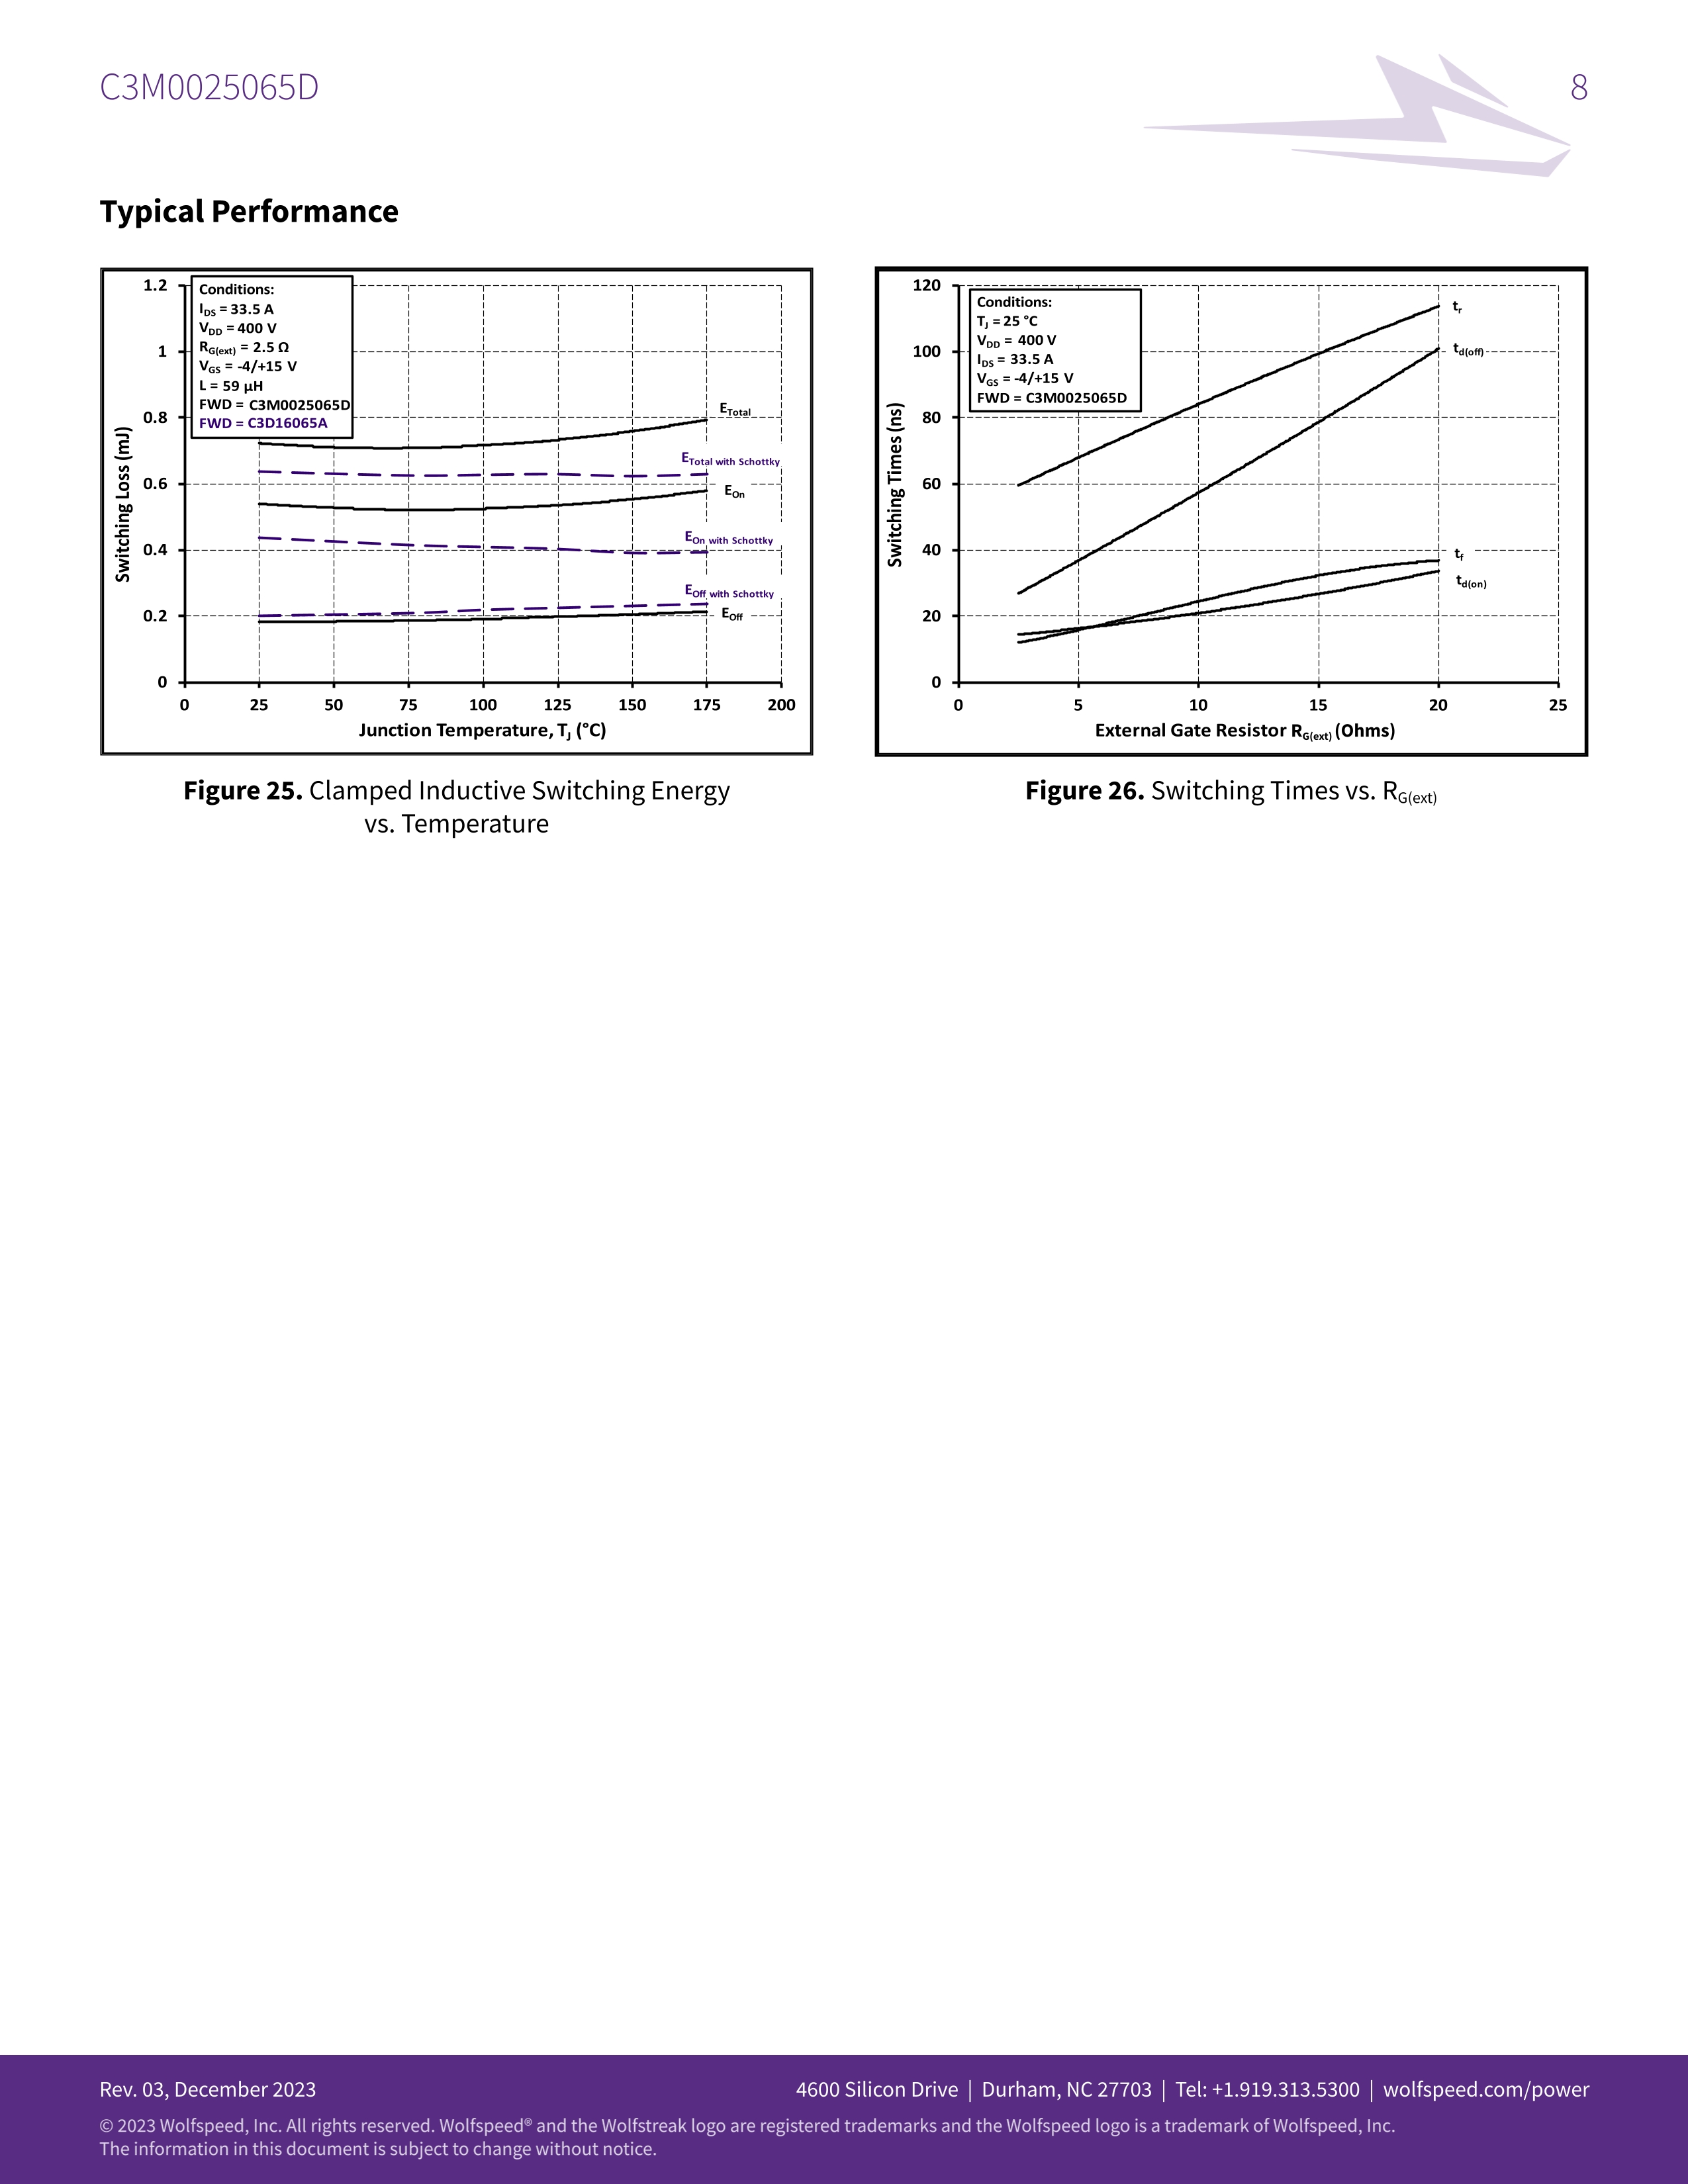 C3M0025065D
8
Typical Performance
Conditions:
IDS = 33.5 A
VDD = 400 V
RG(ext) = 2.5 Ω
VGS = -4/+15 V
L = 59 μH
FWD = C3M0025065D
FWD = C3D16065A
Switching Loss (mJ)
1.2
1
0.8
0.6
0.4
0.2
0
ETotal
ETotal with Schottky
EOn
EOn with Schottky
EOff with Schottky
EOff
0 25 50 75 100 125 150 175 200
Junction Temperature, TJ (°C)
Figure 25. Clamped Inductive Switching Energy
vs. Temperature
Conditions:
TJ = 25 °C
VDD = 400 V
IDS = 33.5 A
VGS = -4/+15 V
FWD = C3M0025065D
Switching Times (ns)
120
100
80
60
40
20
0
tr
td(off)
tf
td(on)
0 5 10 15 20 25
External Gate Resistor RG(ext) (Ohms)
Figure 26. Switching Times vs. RG(ext)
Rev. 03, December 2023
4600 Silicon Drive | Durham, NC 27703 | Tel: +1.919.313.5300 | wolfspeed.com/power
© 2023 Wolfspeed, Inc. All rights reserved. Wolfspeed® and the Wolfstreak logo are registered trademarks and the Wolfspeed logo is a trademark of Wolfspeed, Inc.
The information in this document is subject to change without notice.